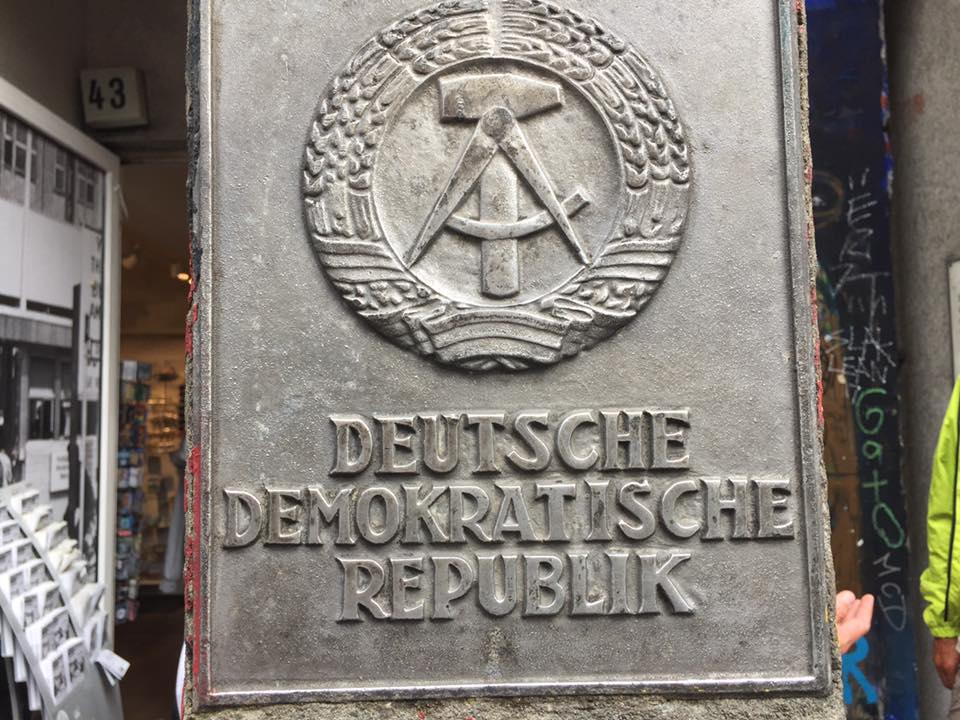 43
DEUTSCHE
DEMOKRATISCHE
REPUBLIK